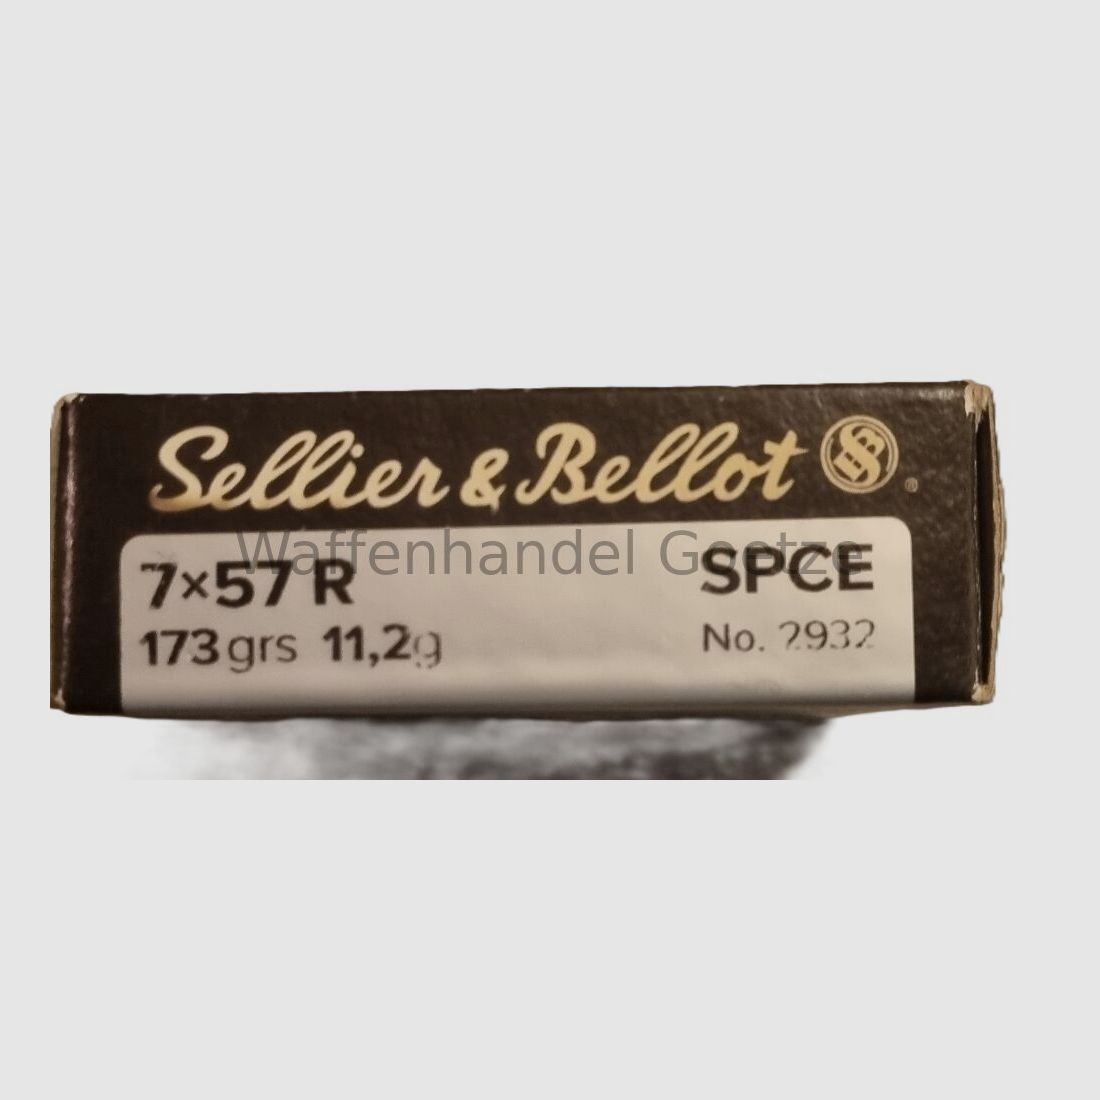 Sellier & Bellot
Waffenhandel Goetze
7×57 R
SPCE
173 grs 11,2g
No. 2932